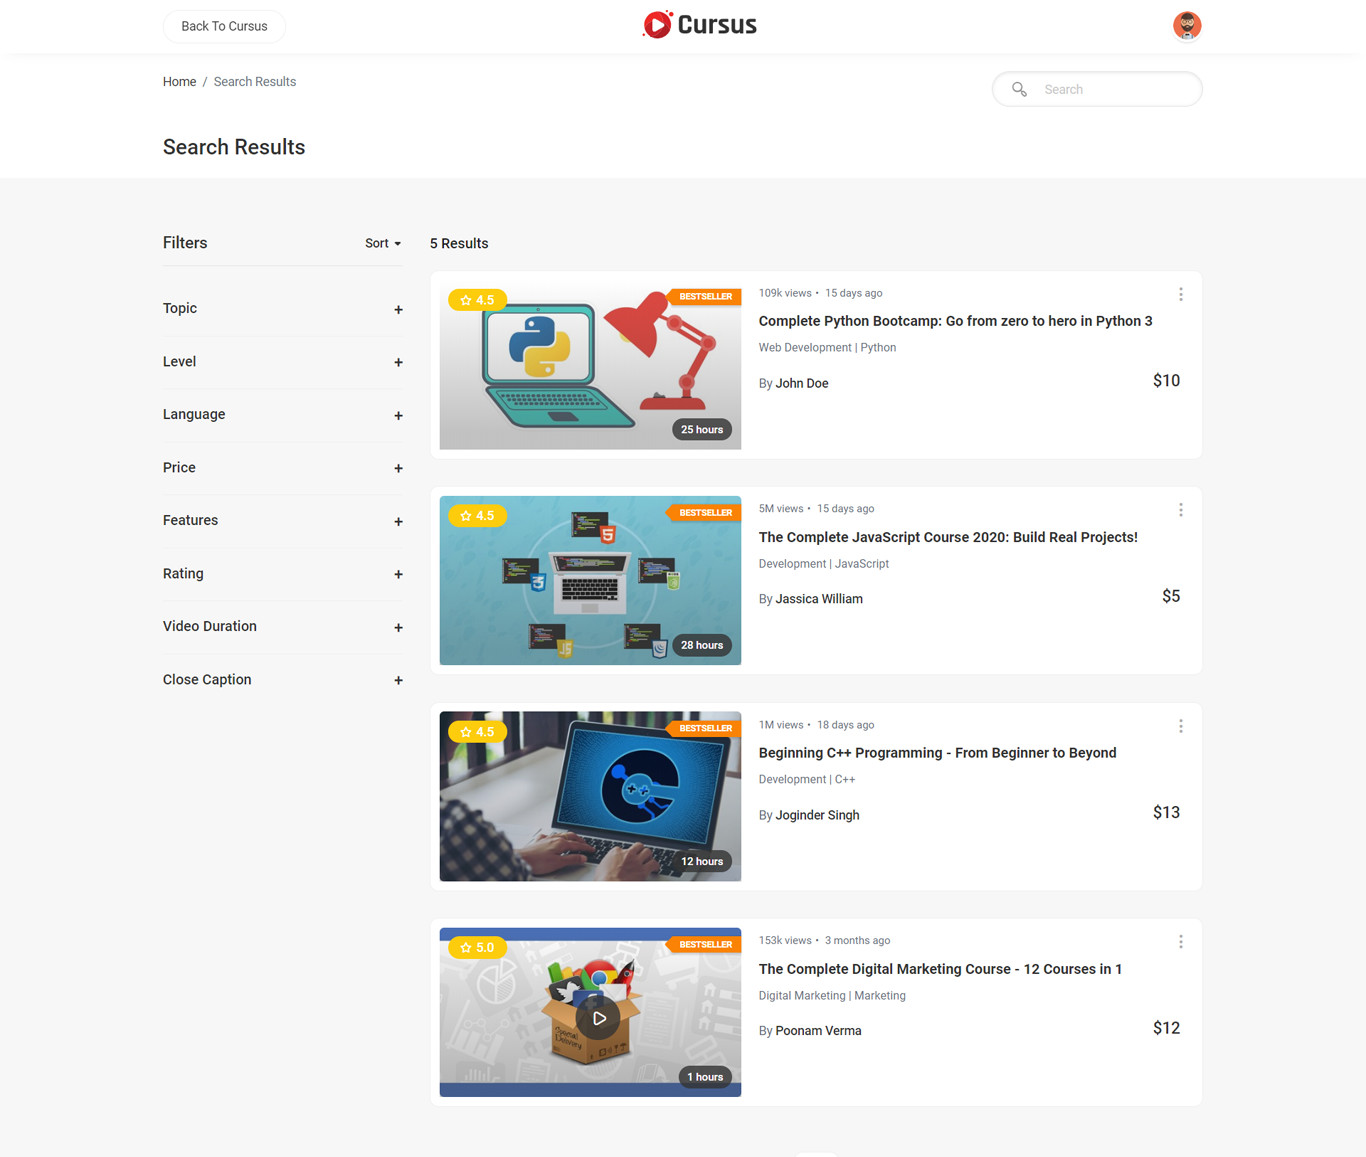 Back To Cursus
Cursus
Home / Search Results
Search
Search Results
Filters
Sort
5 Results
Topic
+
Level
+
Language
+
Price
+
Features
+
Rating
+
Video Duration
+
Close Caption
+
4.5
BESTSELLER
25 hours
109k views • 15 days ago
Complete Python Bootcamp: Go from zero to hero in Python 3
Web Development | Python
By John Doe
$10
4.5
BESTSELLER
5
3
JS
28 hours
5M views • 15 days ago
The Complete JavaScript Course 2020: Build Real Projects!
Development | JavaScript
By Jassica William
$5
4.5
BESTSELLER
12 hours
1M views • 18 days ago
Beginning C++ Programming - From Beginner to Beyond
Development | C++
By Joginder Singh
$13
5.0
BESTSELLER
Special
Delivery
1 hours
153k views • 3 months ago
The Complete Digital Marketing Course - 12 Courses in 1
Digital Marketing | Marketing
By Poonam Verma
$12